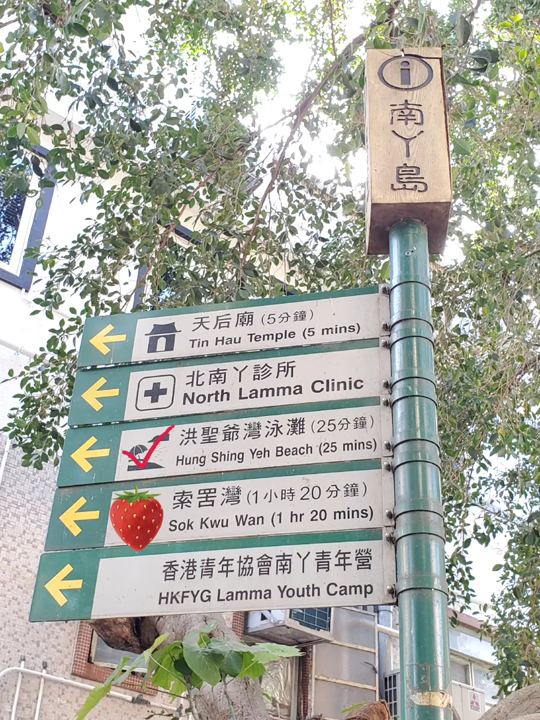 i
南丫島
天后廟 (5分鐘)
Tin Hau Temple (5 mins)
北南丫診所
North Lamma Clinic
洪聖爺灣泳灘 (25分鐘)
Hung Shing Yeh Beach (25 mins)
索罟灣 (1小時20分鐘)
Sok Kwu Wan (1 hr 20 mins)
香港青年協會南丫青年營
HKFYG Lamma Youth Camp